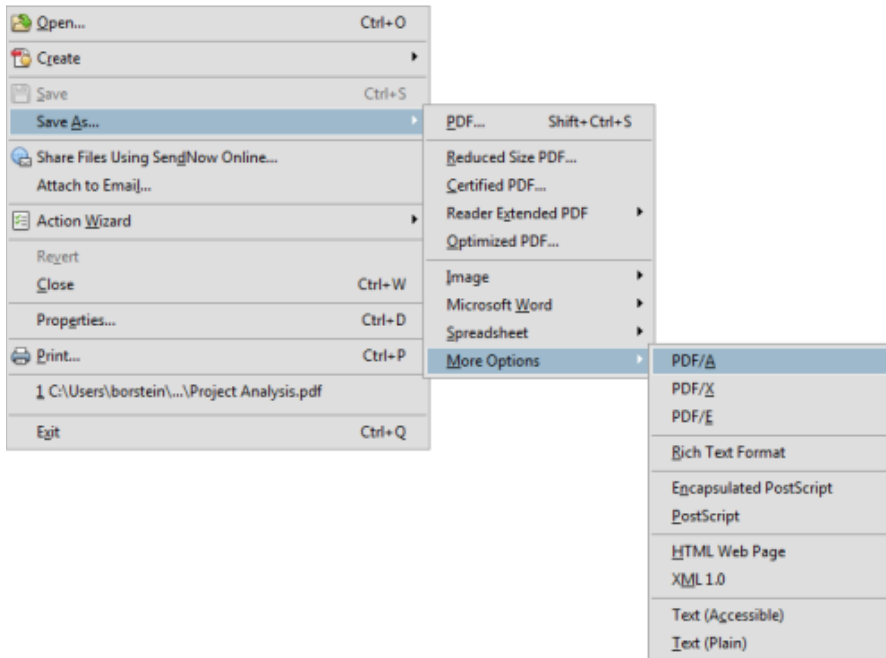 Open... Ctrl+O
Create
Save Ctrl+S
Save As...
Share Files Using SendNow Online...
Attach to Email...
Action Wizard
Revert
Close Ctrl+W
Properties... Ctrl+D
Print... Ctrl+P
1 C:\Users\borstein\...\Project Analysis.pdf
Exit Ctrl+Q
PDF... Shift+Ctrl+S
Reduced Size PDF...
Certified PDF...
Reader Extended PDF
Optimized PDF...
Image
Microsoft Word
Spreadsheet
More Options
PDF/A
PDF/X
PDF/E
Rich Text Format
Encapsulated PostScript
PostScript
HTML Web Page
XML 1.0
Text (Accessible)
Text (Plain)